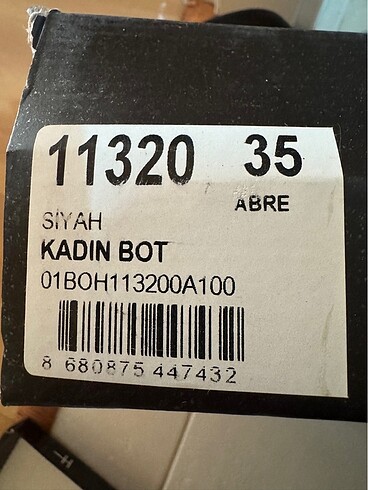 11320 35
ABRE
SİYAH
KADIN BOT
01BOH113200A100
8 680875 447432